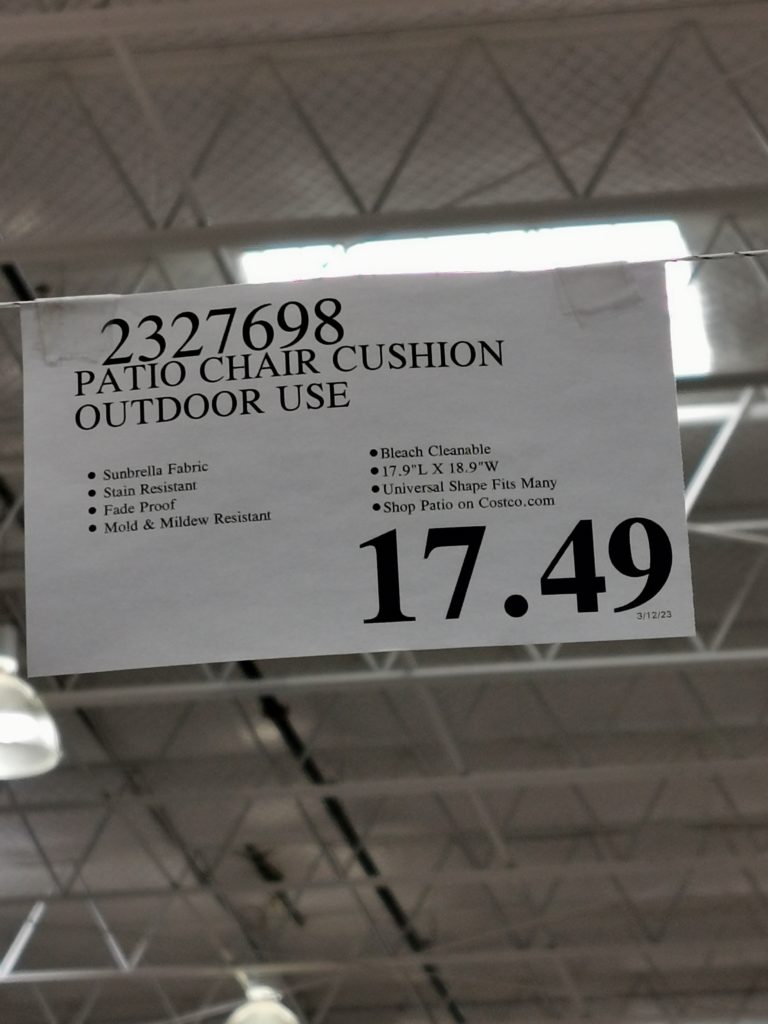 2327698
PATIO CHAIR CUSHION
OUTDOOR USE
• Sunbrella Fabric
• Stain Resistant
• Fade Proof
• Mold & Mildew Resistant
• Bleach Cleanable
• 17.9"L X 18.9"W
• Universal Shape Fits Many
• Shop Patio on Costco.com
17.49
3/12/23